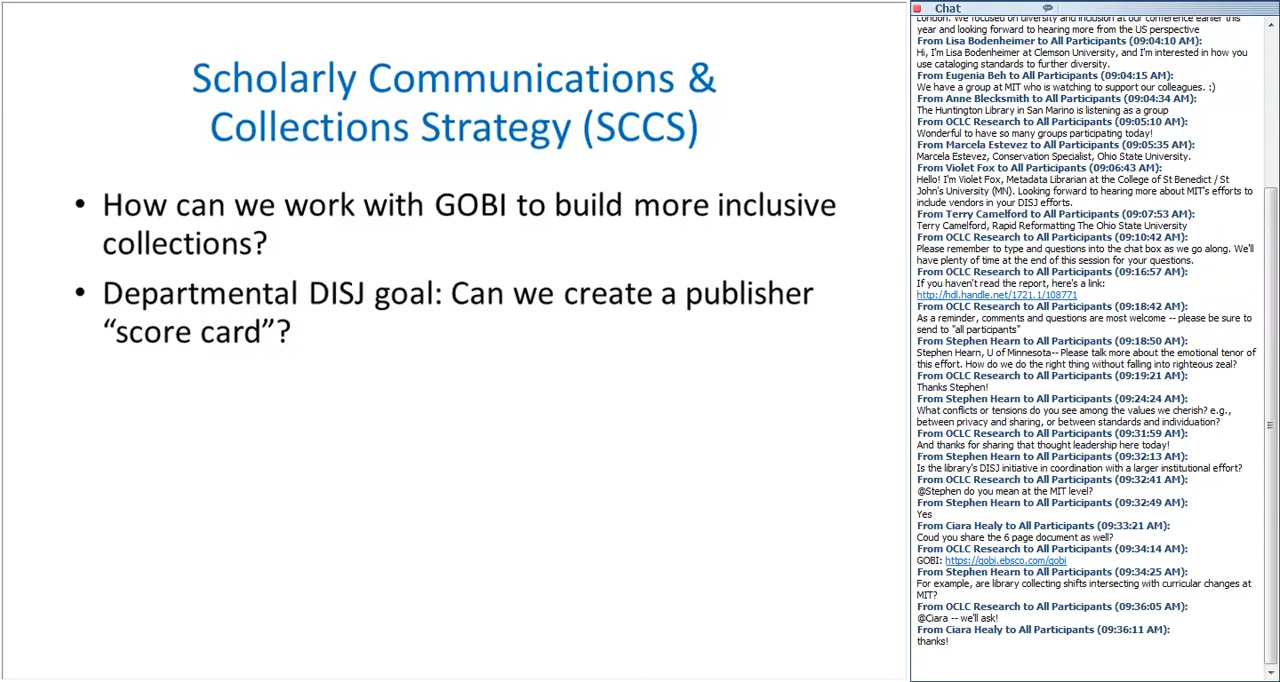 Scholarly Communications &
Collections Strategy (SCCS)
• How can we work with GOBI to build more inclusive
collections?
• Departmental DISJ goal: Can we create a publisher
“score card”?
Chat
London. We focused on diversity and inclusion at our conference earlier this
year and looking forward to hearing more from the US perspective
From Lisa Bodenheimer to All Participants (09:04:10 AM):
Hi, I'm Lisa Bodenheimer at Clemson University, and I'm interested in how you
use cataloging standards to further diversity.
From Eugenia Beh to All Participants (09:04:15 AM):
We have a group at MIT who is watching to support our colleagues. :)
From Anne Blecksmith to All Participants (09:04:34 AM):
The Huntington Library in San Marino is listening as a group
From OCLC Research to All Participants (09:05:10 AM):
Wonderful to have so many groups participating today!
From Marcela Estevez to All Participants (09:05:35 AM):
Marcela Estevez, Conservation Specialist, Ohio State University.
From Violet Fox to All Participants (09:06:43 AM):
Hello! I'm Violet Fox, Metadata Librarian at the College of St Benedict / St
John's University (MN). Looking forward to hearing more about MIT's efforts to
include vendors in your DISJ efforts.
From Terry Camelford to All Participants (09:07:53 AM):
Terry Camelford, Rapid Reformatting The Ohio State University
From OCLC Research to All Participants (09:10:42 AM):
Please remember to type and questions into the chat box as we go along. We'll
have plenty of time at the end of this session for your questions.
From OCLC Research to All Participants (09:16:57 AM):
If you haven't read the report, here's a link:
http://hdl.handle.net/1721.1/108771
From OCLC Research to All Participants (09:18:42 AM):
As a reminder, comments and questions are most welcome -- please be sure to
send to "all participants"
From Stephen Hearn to All Participants (09:18:50 AM):
Stephen Hearn, U of Minnesota-- Please talk more about the emotional tenor of
this effort. How do we do the right thing without falling into righteous zeal?
From OCLC Research to All Participants (09:19:21 AM):
Thanks Stephen!
From Stephen Hearn to All Participants (09:24:24 AM):
What conflicts or tensions do you see among the values we cherish? e.g.,
between privacy and sharing, or between standards and individuation?
From OCLC Research to All Participants (09:31:59 AM):
And thanks for sharing that thought leadership here today!
From Stephen Hearn to All Participants (09:32:13 AM):
Is the library's DISJ initiative in coordination with a larger institutional effort?
From OCLC Research to All Participants (09:32:41 AM):
@Stephen do you mean at the MIT level?
From Stephen Hearn to All Participants (09:32:49 AM):
Yes
From Ciara Healy to All Participants (09:33:21 AM):
Coud you share the 6 page document as well?
From OCLC Research to All Participants (09:34:14 AM):
GOBI: https://gobi.ebsco.com/gobi
From Stephen Hearn to All Participants (09:34:25 AM):
For example, are library collecting shifts intersecting with curricular changes at
MIT?
From OCLC Research to All Participants (09:36:05 AM):
@Ciara -- we'll ask!
From Ciara Healy to All Participants (09:36:11 AM):
thanks!